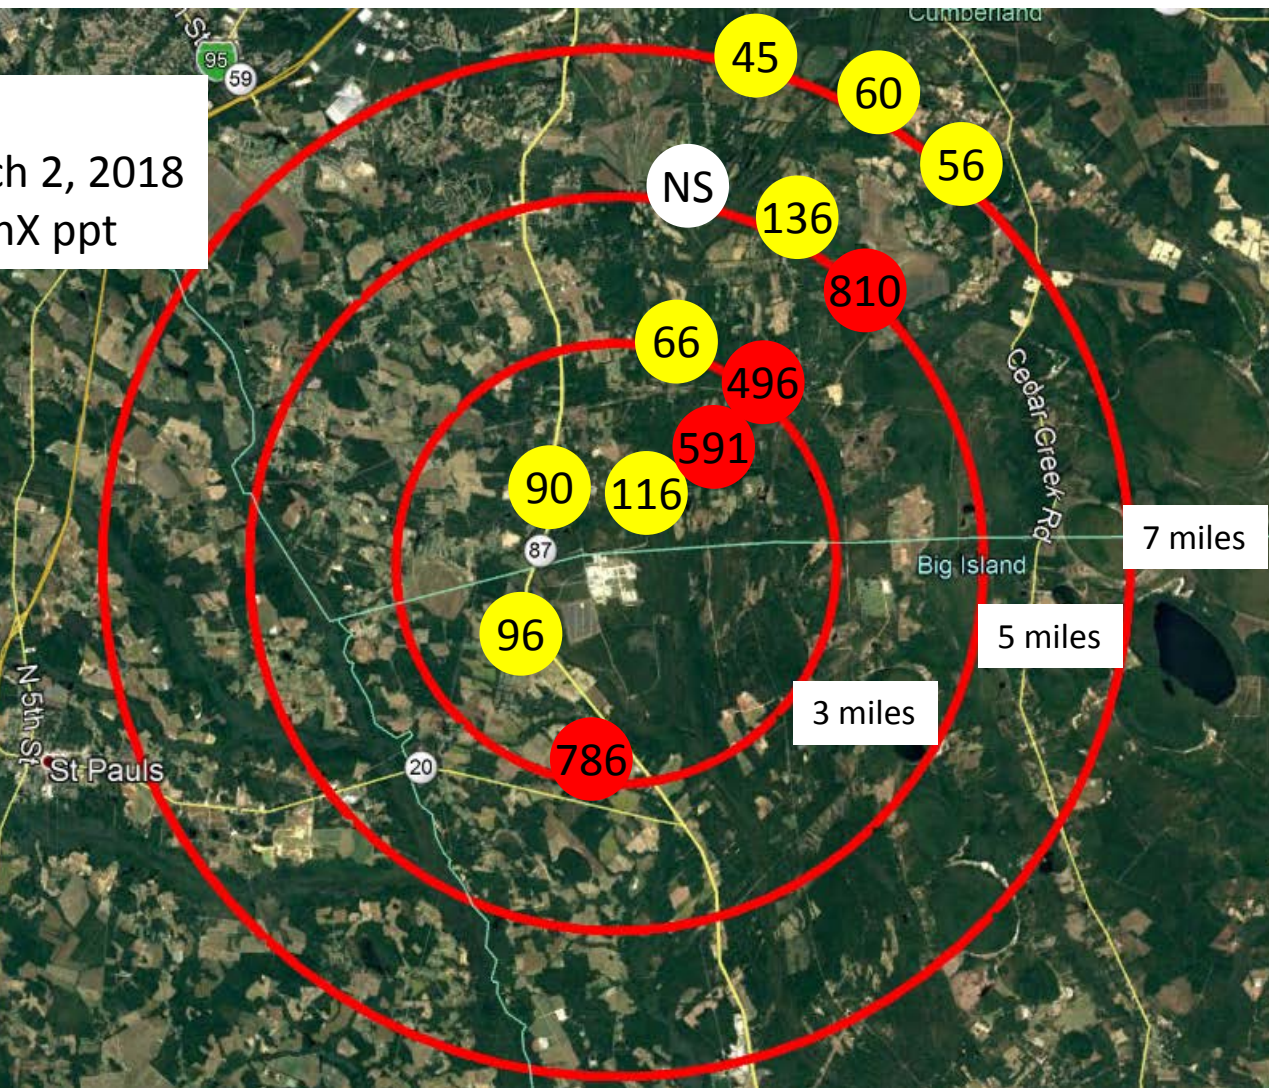 Cumberland
95
59
ch 2, 2018
nX ppt
45
60
56
NS
136
810
66
496
591
90
116
Cedar Creek Rd
87
7 miles
Big Island
96
5 miles
N 5th St
3 miles
786
St Pauls
20